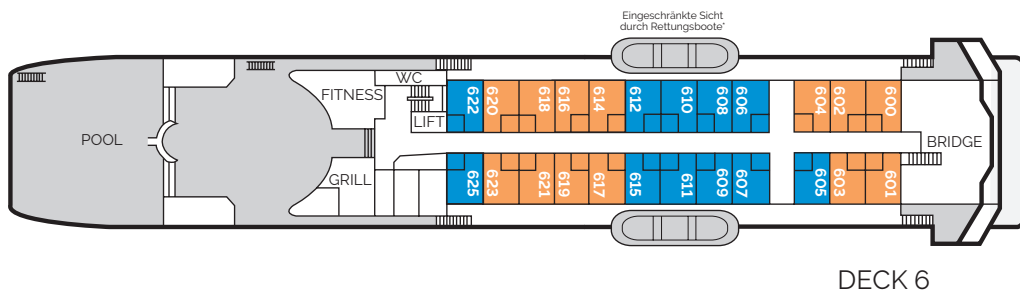 Eingeschränkte Sicht
durch Rettungsboote*
WC
FITNESS
LIFT
622
620
618
616
614
612
610
608
606
604
602
600
POOL
BRIDGE
GRILL
625
623
621
619
617
615
611
609
607
605
603
601
DECK 6